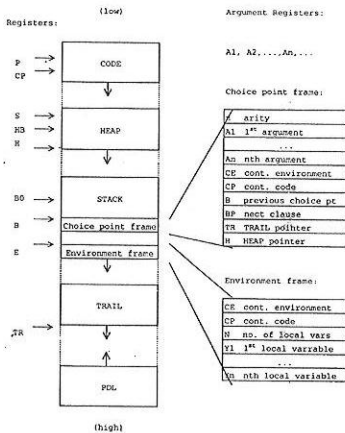 (low)
Registers:
P
CP
CODE
S
HB
H
HEAP
B0
B
E
STACK
Choice point frame
Environment frame
TRAIL
TR
PDL
(high)
Argument Registers:
A1, A2,....,An,...
Choice point frame:
n arity
A1 1st argument
...
An nth argument
CE cont. environment
CP cont. code
B previous choice pt
BP nect clause
TR TRAIL pointer
H HEAP pointer
Environment frame:
CE cont. environment
CP cont. code
N no. of local vars
Y1 1st local varrable
...
Yn nth local variable